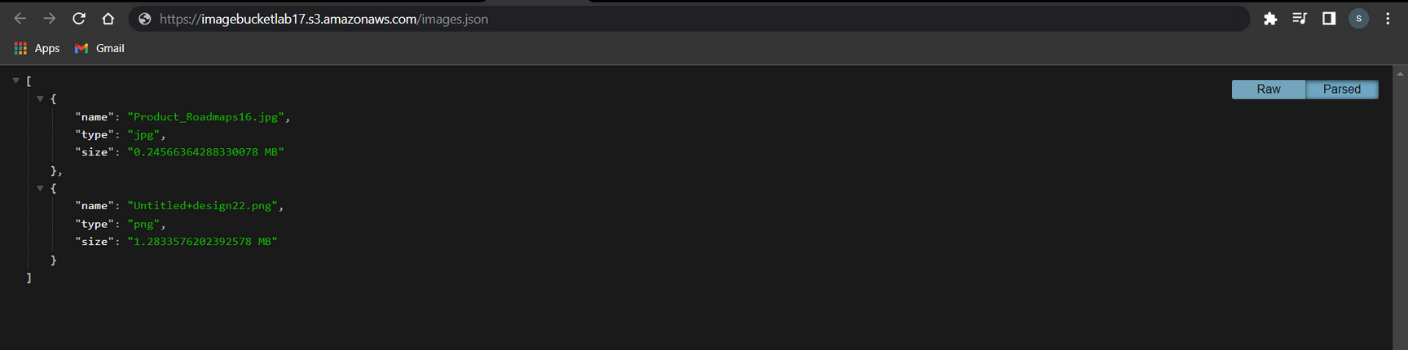 https://imagebucketlab17.s3.amazonaws.com/images.json
S
Apps Gmail
Raw Parsed
[
{
"name": "Product_Roadmaps16.jpg",
"type": "jpg",
"size": "0.24566364288330078 MB"
},
{
"name": "Untitled+design22.png",
"type": "png",
"size": "1.2833576202392578 MB"
}
]